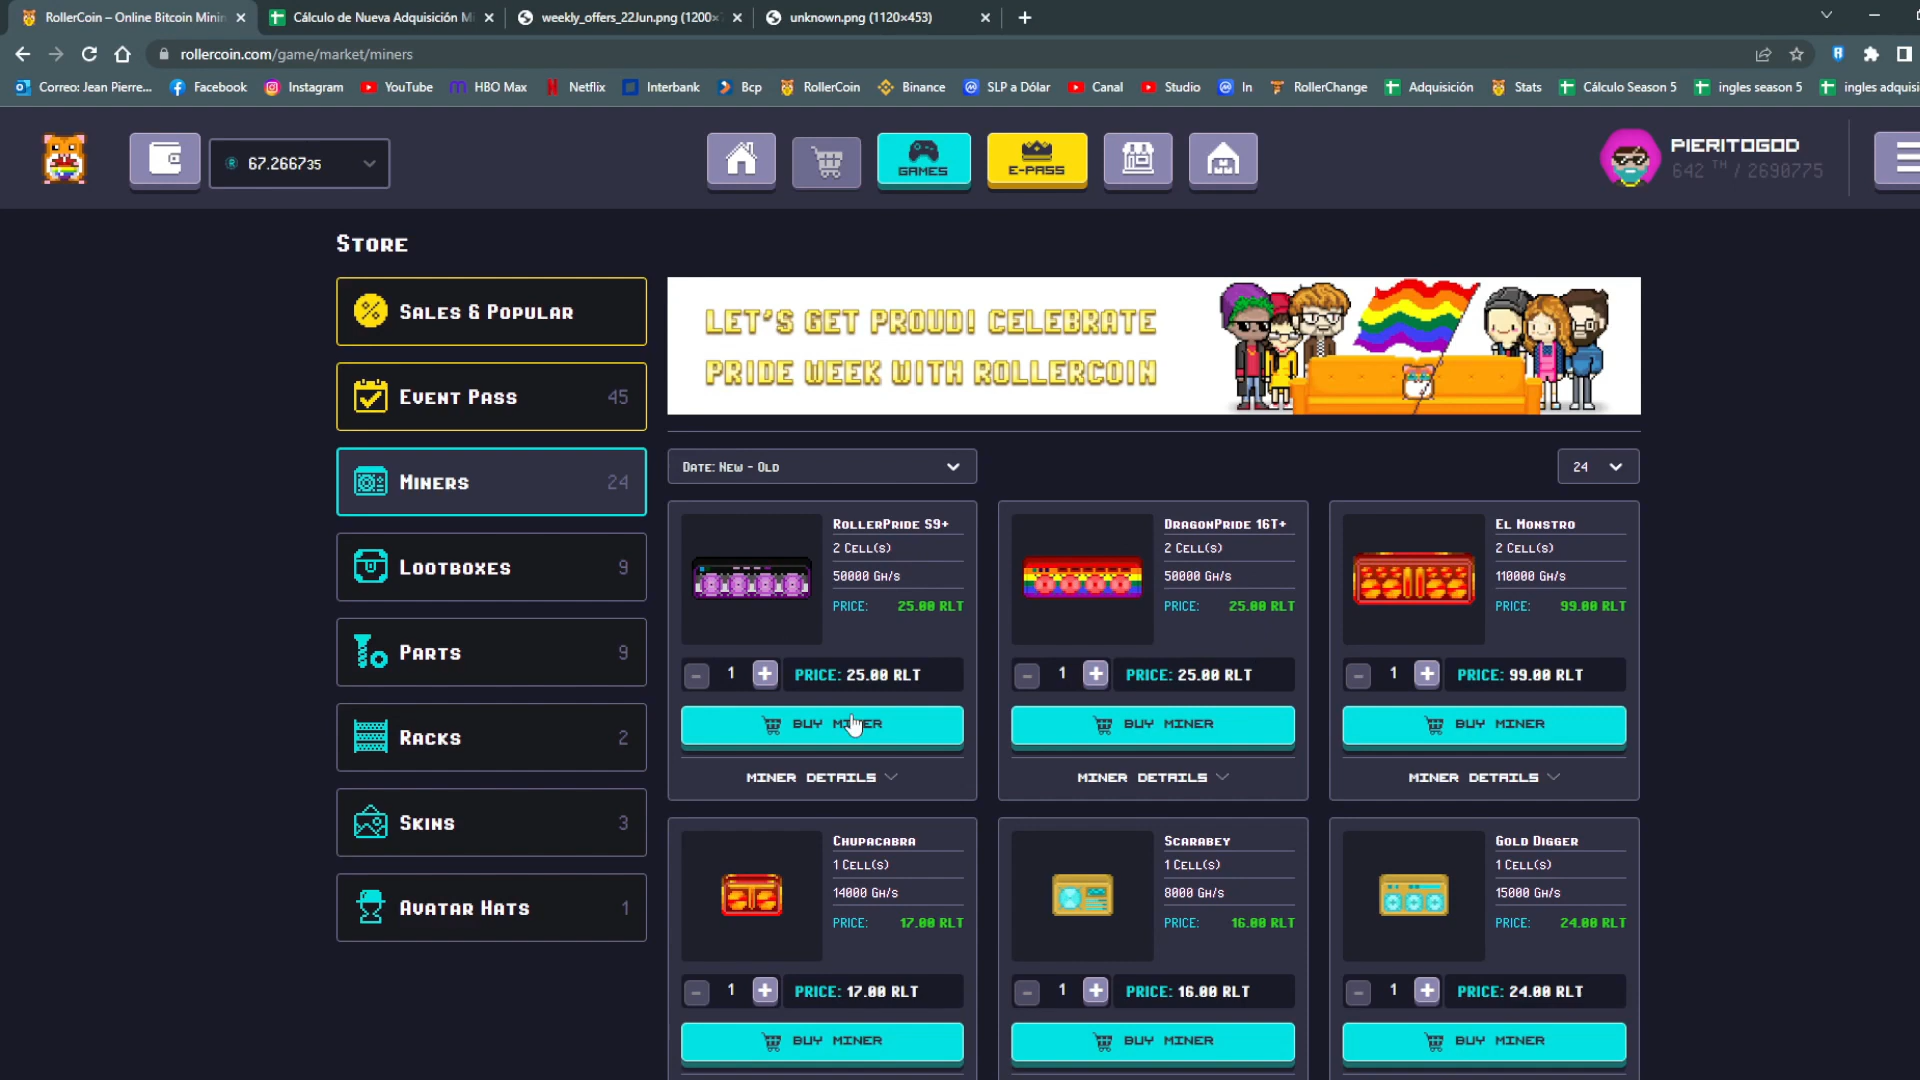 RollerCoin – Online Bitcoin Minin
Cálculo de Nueva Adquisición M
weekly_offers_22Jun.png (1200×
unknown.png (1120×453)
rollercoin.com/game/market/miners
Correo: Jean Pierre...
Facebook
Instagram
YouTube
HBO Max
Netflix
Interbank
Bcp
RollerCoin
Binance
SLP a Dólar
Canal
Studio
In
RollerChange
Adquisición
Stats
Cálculo Season 5
ingles season 5
ingles adquisi
67.266735
GAMES
E-PASS
PIERITOGOD
642 TH / 2690775
Store
Sales & Popular
Event Pass 45
Miners 24
Lootboxes 9
Parts 9
Racks 2
Skins 3
Avatar Hats 1
LET'S GET PROUD! CELEBRATE
PRIDE WEEK WITH ROLLERCOIN
Date: New - Old
24
RollerPride S9+
2 Cell(s)
50000 Gh/s
PRICE: 25.00 RLT
1
PRICE: 25.00 RLT
BUY MINER
MINER DETAILS
DragonPride 16T+
2 Cell(s)
50000 Gh/s
PRICE: 25.00 RLT
1
PRICE: 25.00 RLT
BUY MINER
MINER DETAILS
El Monstro
2 Cell(s)
110000 Gh/s
PRICE: 99.00 RLT
1
PRICE: 99.00 RLT
BUY MINER
MINER DETAILS
Chupacabra
1 Cell(s)
14000 Gh/s
PRICE: 17.00 RLT
1
PRICE: 17.00 RLT
BUY MINER
Scarabey
1 Cell(s)
8000 Gh/s
PRICE: 16.00 RLT
1
PRICE: 16.00 RLT
BUY MINER
Gold Digger
1 Cell(s)
15000 Gh/s
PRICE: 24.00 RLT
1
PRICE: 24.00 RLT
BUY MINER